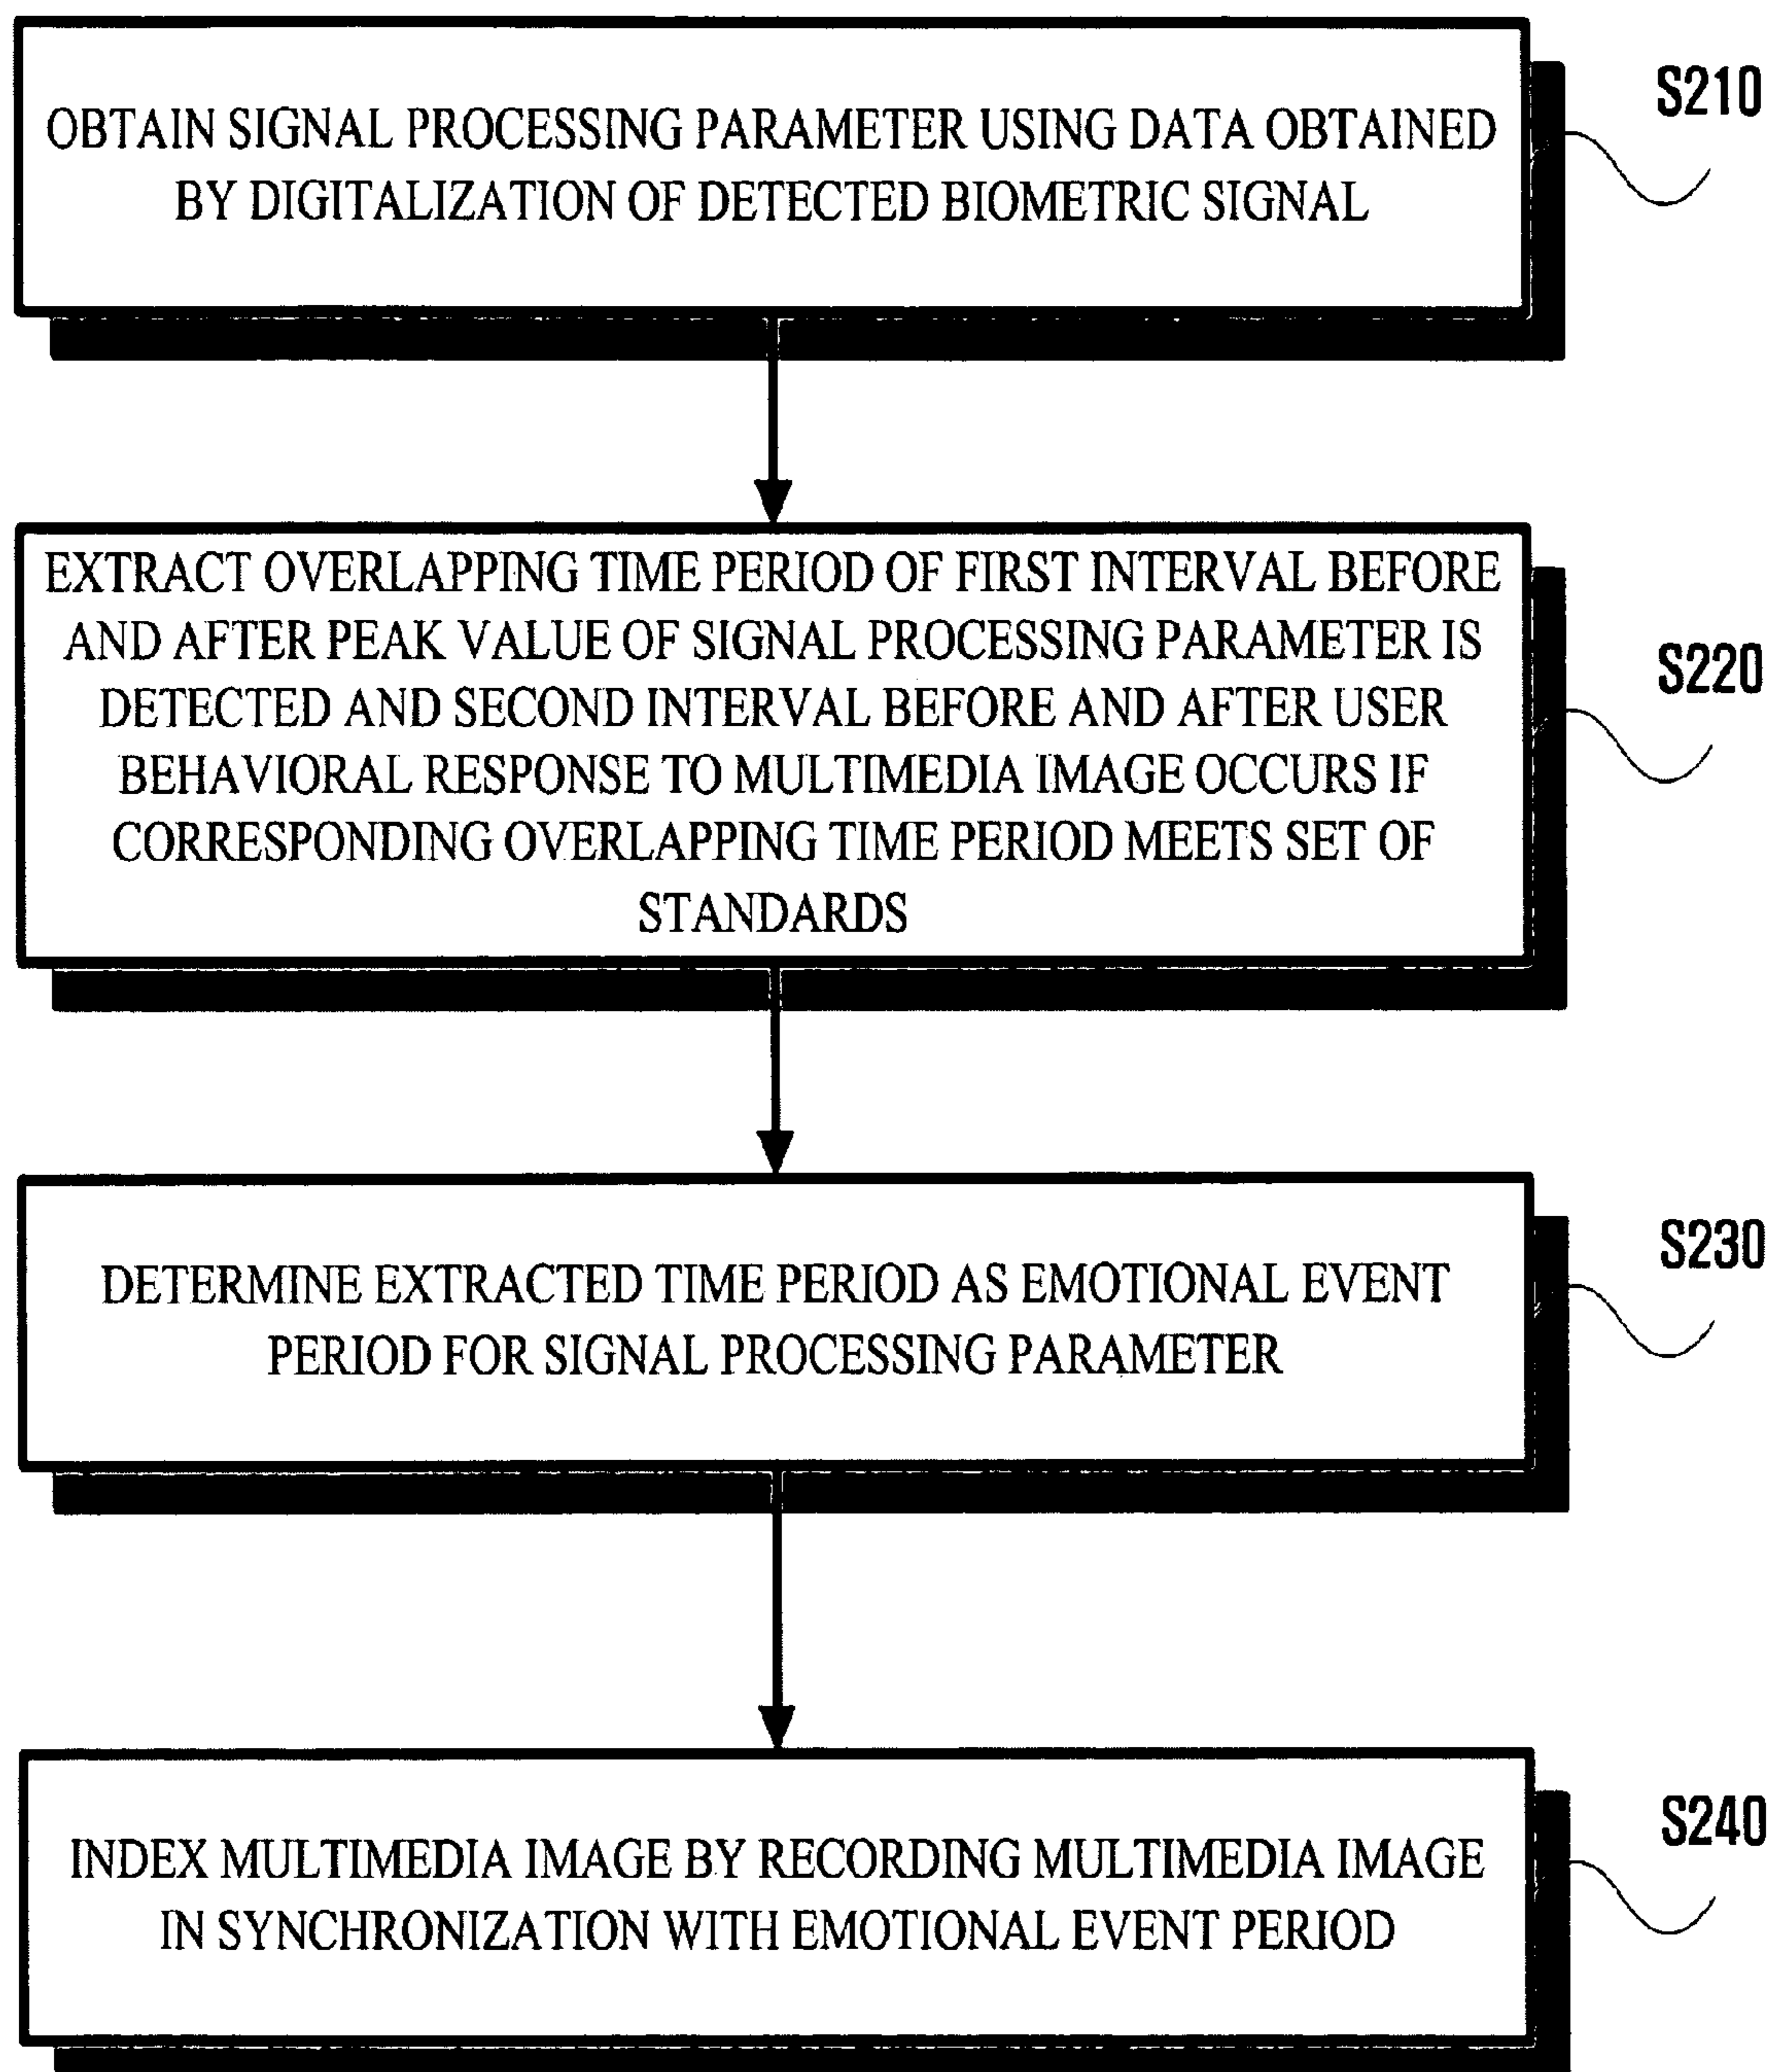 OBTAIN SIGNAL PROCESSING PARAMETER USING DATA OBTAINED
BY DIGITALIZATION OF DETECTED BIOMETRIC SIGNAL
S210
EXTRACT OVERLAPPING TIME PERIOD OF FIRST INTERVAL BEFORE
AND AFTER PEAK VALUE OF SIGNAL PROCESSING PARAMETER IS
DETECTED AND SECOND INTERVAL BEFORE AND AFTER USER
BEHAVIORAL RESPONSE TO MULTIMEDIA IMAGE OCCURS IF
CORRESPONDING OVERLAPPING TIME PERIOD MEETS SET OF
STANDARDS
S220
DETERMINE EXTRACTED TIME PERIOD AS EMOTIONAL EVENT
PERIOD FOR SIGNAL PROCESSING PARAMETER
S230
INDEX MULTIMEDIA IMAGE BY RECORDING MULTIMEDIA IMAGE
IN SYNCHRONIZATION WITH EMOTIONAL EVENT PERIOD
S240